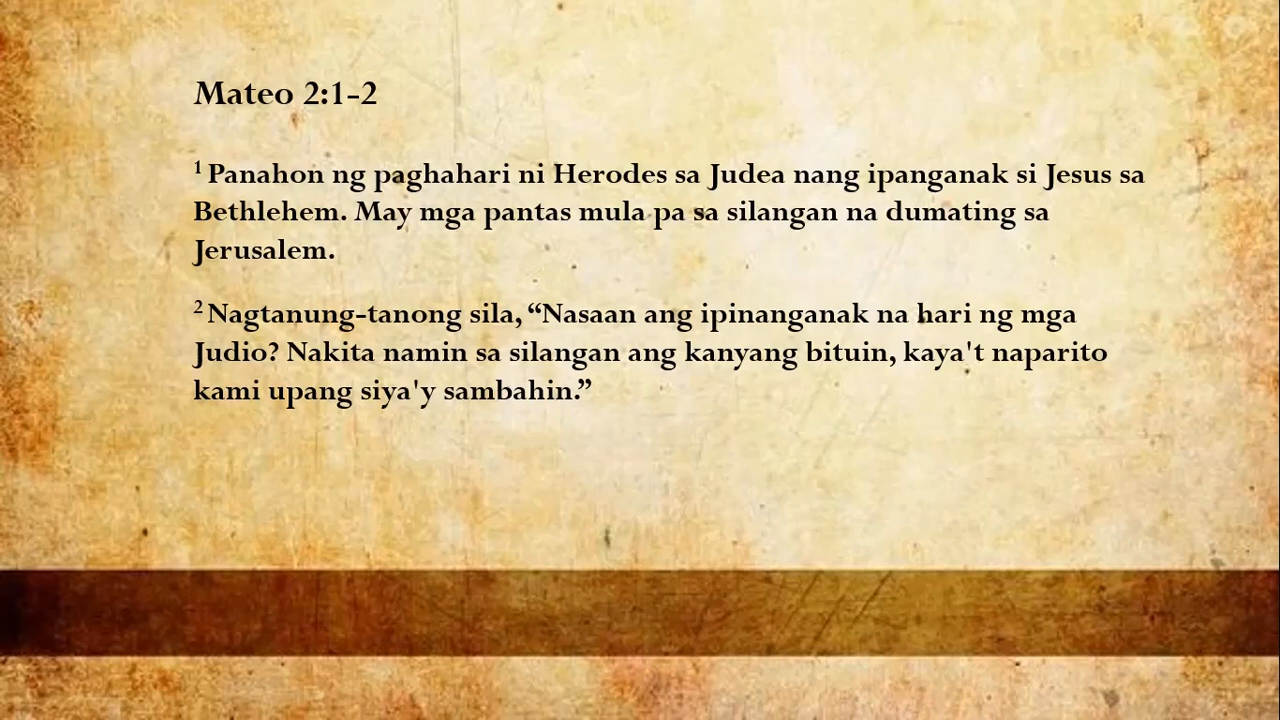 Mateo 2:1-2
1 Panahon ng paghahari ni Herodes sa Judea nang ipanganak si Jesus sa
Bethlehem. May mga pantas mula pa sa silangan na dumating sa
Jerusalem.
2 Nagtanung-tanong sila, “Nasaan ang ipinanganak na hari ng mga
Judio? Nakita namin sa silangan ang kanyang bituin, kaya't naparito
kami upang siya'y sambahin.”